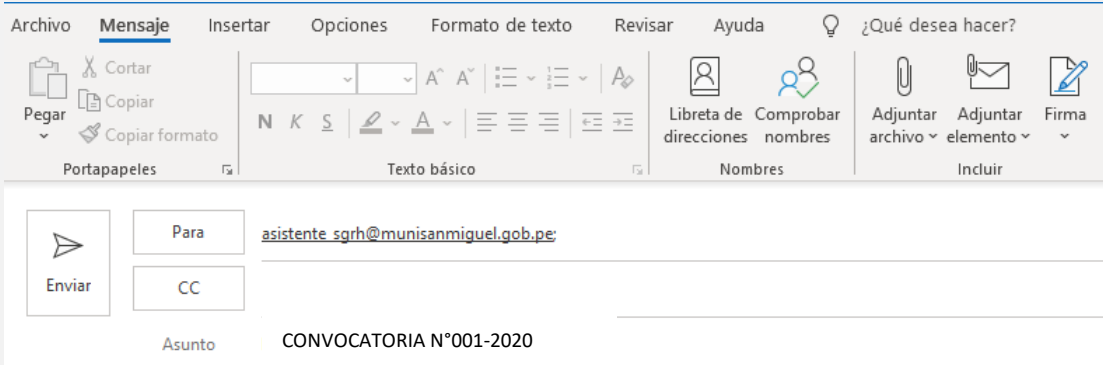 Archivo Mensaje Insertar Opciones Formato de texto Revisar Ayuda ¿Qué desea hacer?
Pegar
Cortar
Copiar
Copiar formato
Portapapeles
N K S A
Texto básico
Libreta de direcciones
Comprobar nombres
Nombres
Adjuntar archivo
Adjuntar elemento
Firma
Incluir
Enviar
Para asistente_sgrh@munisanmiguel.gob.pe;
CC
Asunto CONVOCATORIA N°001-2020